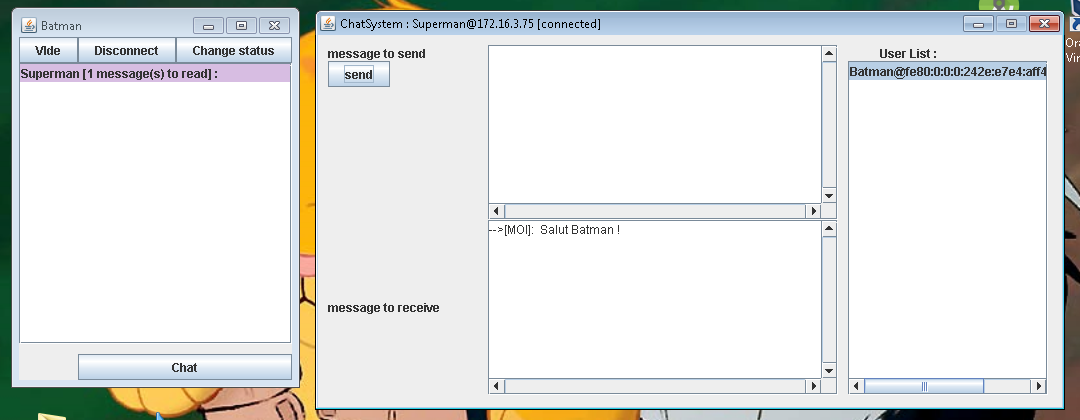 Batman
VIde
Disconnect
Change status
Superman [1 message(s) to read] :
Chat
ChatSystem : Superman@172.16.3.75 [connected]
message to send
send
-->[MOI]: Salut Batman !
message to receive
User List :
Batman@fe80:0:0:0:242e:e7e4:aff4
Ora
Vir